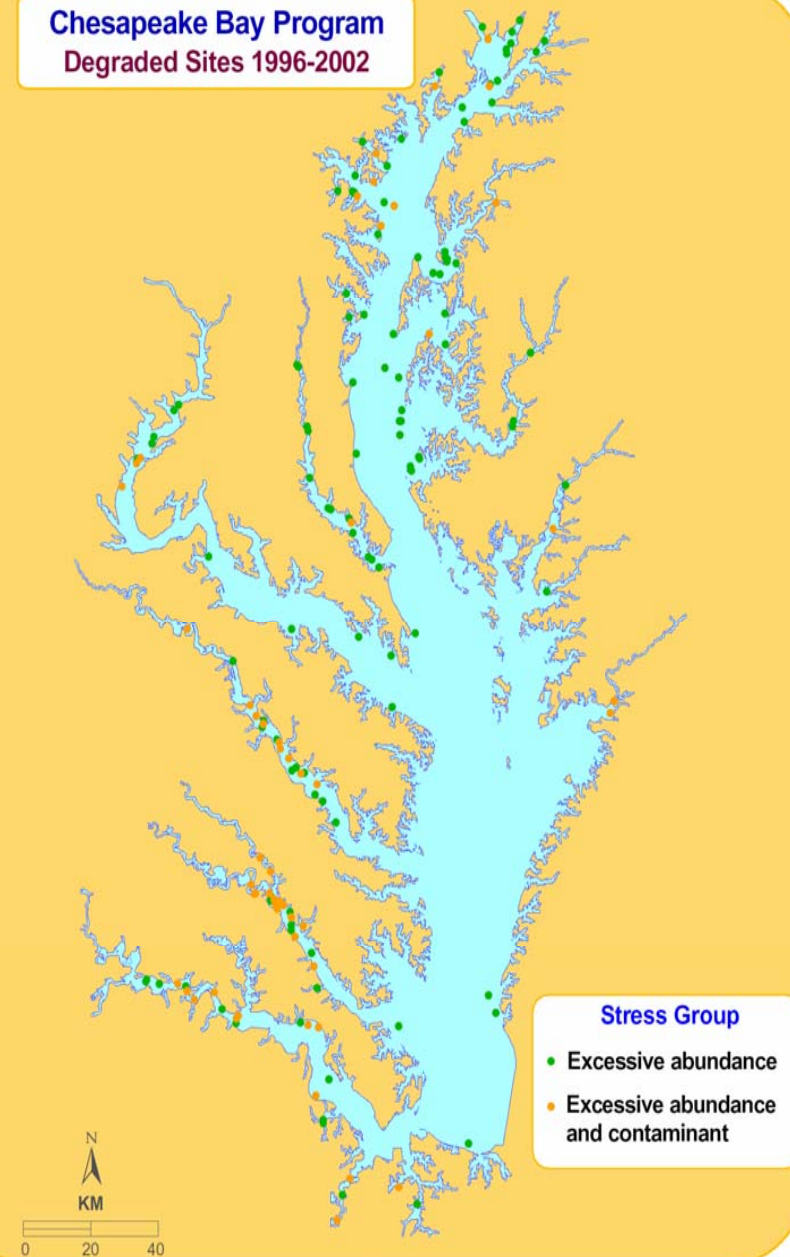 Chesapeake Bay Program
Degraded Sites 1996-2002
Stress Group
Excessive abundance
Excessive abundance
and contaminant
N
KM
0 20 40